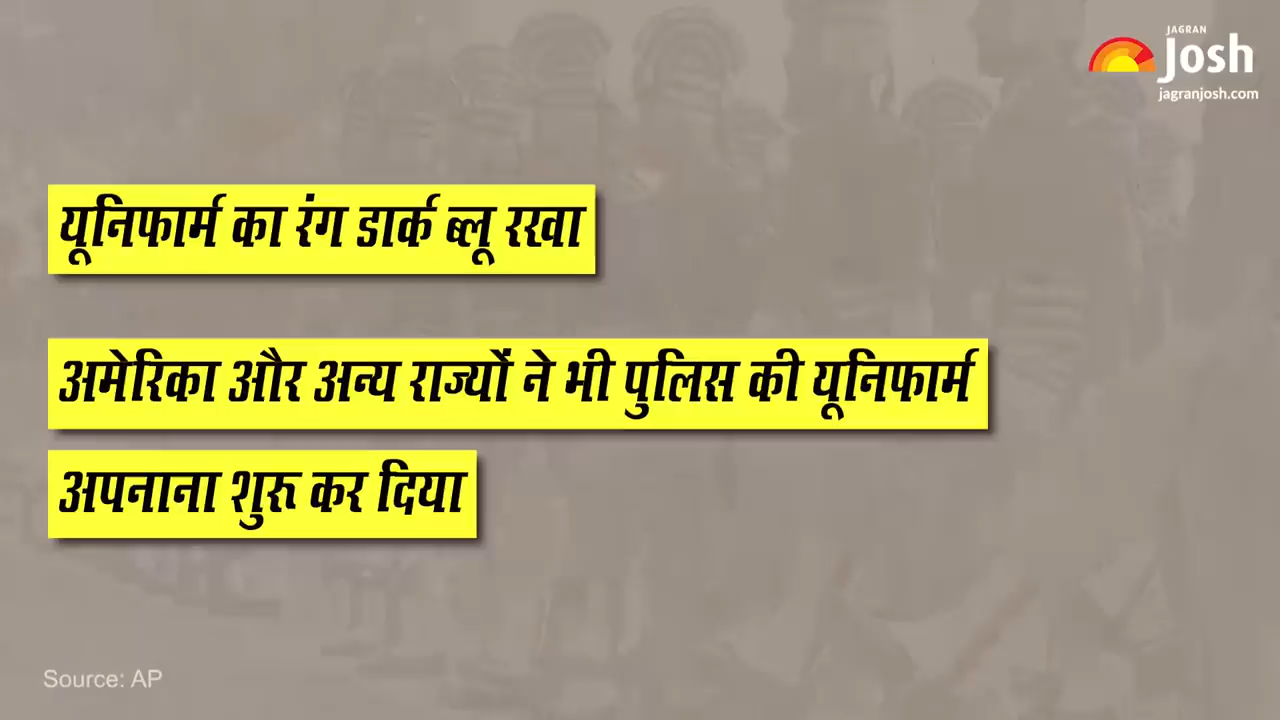 JAGRAN
Josh
jagranjosh.com
यूनिफार्म का रंग डार्क ब्लू रखा
अमेरिका और अन्य राज्यों ने भी पुलिस की यूनिफार्म
अपनाना शुरू कर दिया
Source: AP